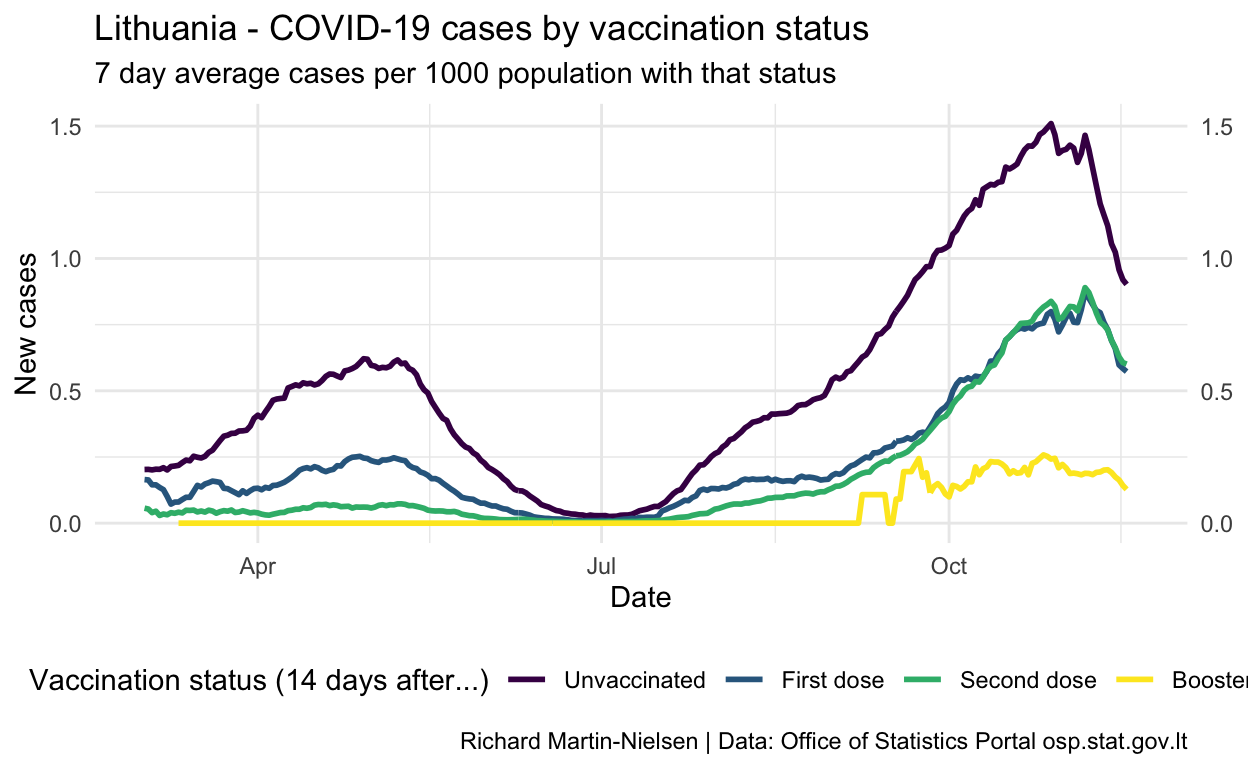 Lithuania - COVID-19 cases by vaccination status
7 day average cases per 1000 population with that status
1.5 1.5
1.0 1.0
0.5 0.5
0.0 0.0
New cases
Apr Jul Oct
Date
Vaccination status (14 days after...) Unvaccinated First dose Second dose Booster
Richard Martin-Nielsen | Data: Office of Statistics Portal osp.stat.gov.lt